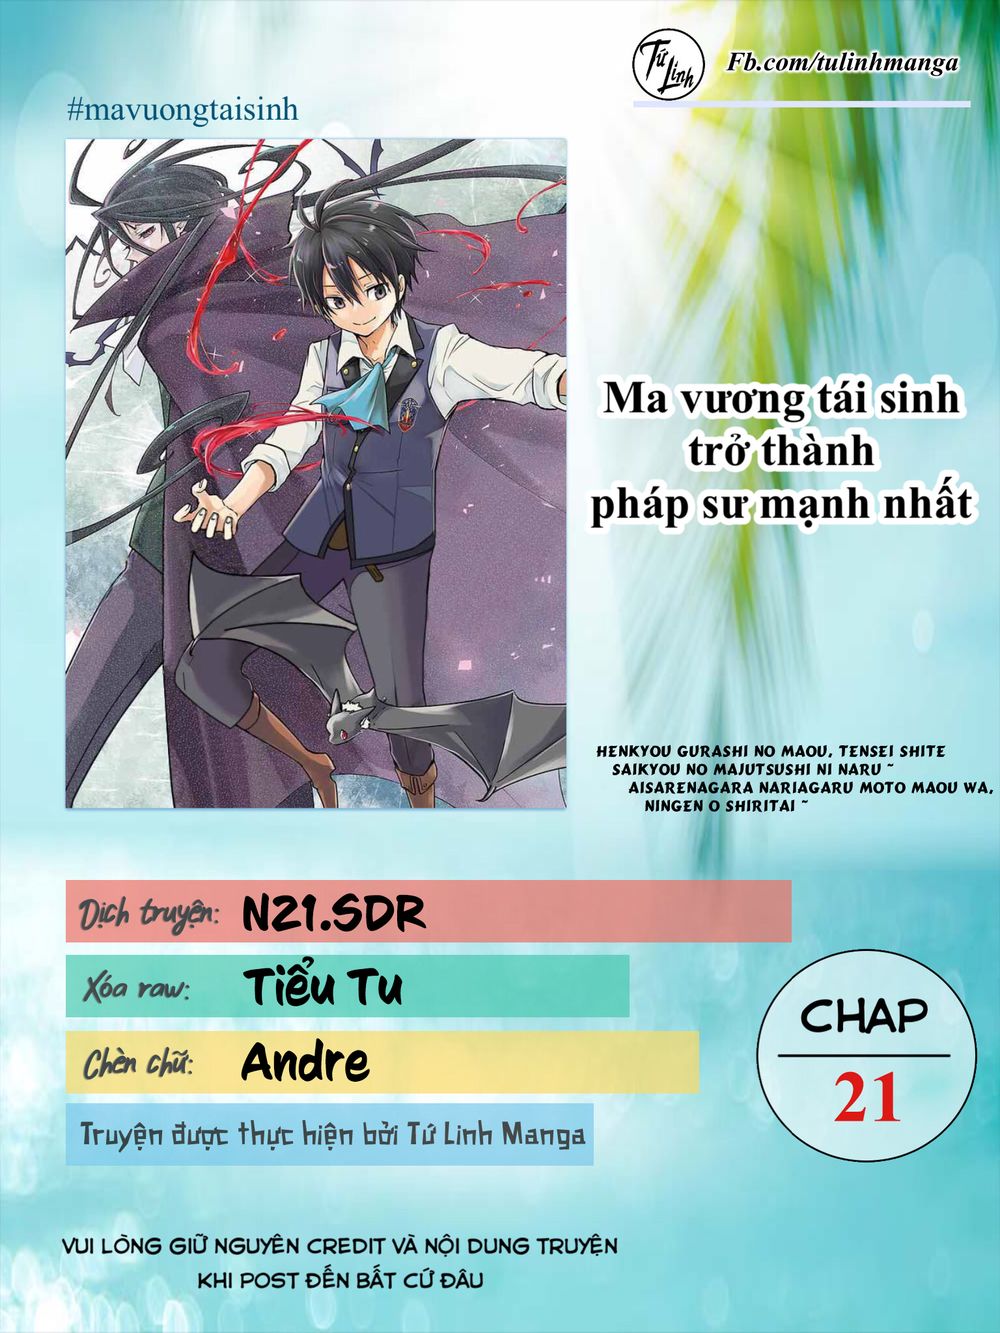 Tứ Linh
Fb.com/tulinhmanga
#mavuongtaisinh
Ma vương tái sinh
trở thành
pháp sư mạnh nhất
HENKYOU GURASHI NO MAOU, TENSEI SHITE
SAIKYOU NO MAJUTSUSHI NI NARU ~
AISARENAGARA NARIAGARU MOTO MAOU WA,
NINGEN O SHIRITAI ~
Dịch truyện: N21.SDR
Xóa raw: Tiểu Tu
Chèn chữ: Andre
Truyện được thực hiện bởi Tứ Linh Manga
CHAP
21
VUI LÒNG GIỮ NGUYÊN CREDIT VÀ NỘI DUNG TRUYỆN
KHI POST ĐẾN BẤT CỨ ĐÂU